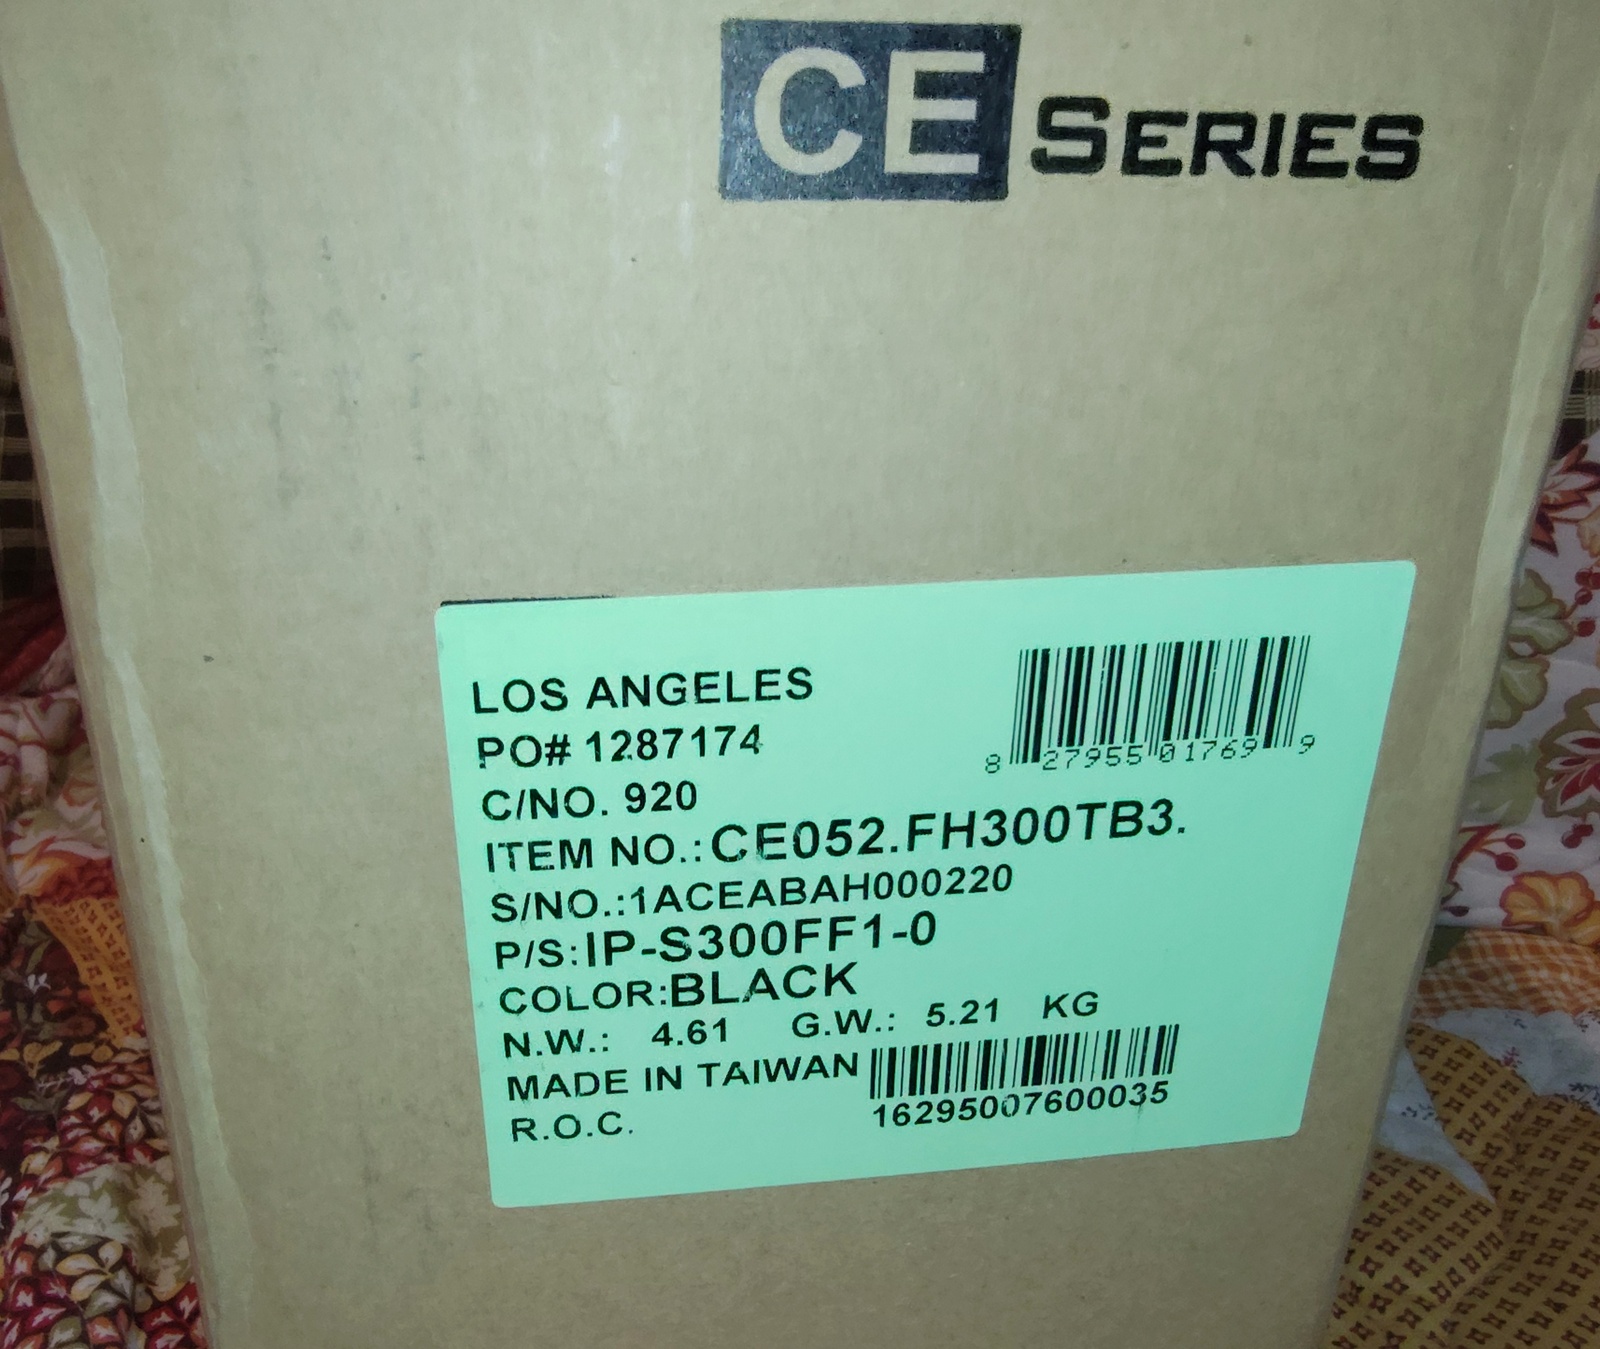 CE SERIES
LOS ANGELES
PO# 1287174
C/NO. 920
8 27955 01769 9
ITEM NO.:CE052.FH300TB3.
S/NO.:1ACEABAH000220
P/S:IP-S300FF1-0
COLOR:BLACK
N.W.: 4.61 G.W.: 5.21 KG
MADE IN TAIWAN
R.O.C.
16295007600035